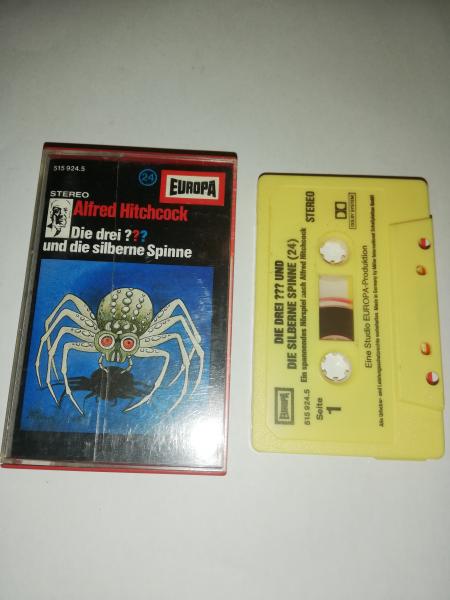 515 924.5
24
EUROPA
STEREO
Alfred Hitchcock
Die drei ???
und die silberne Spinne
DIE DREI ??? UND
DIE SILBERNE SPINNE (24)
Ein spannendes Hörspiel nach Alfred Hitchcock
STEREO
DOLBY SYSTEM
EUROPA
515 924.5
Seite
1
Eine Studio EUROPA-Produktion